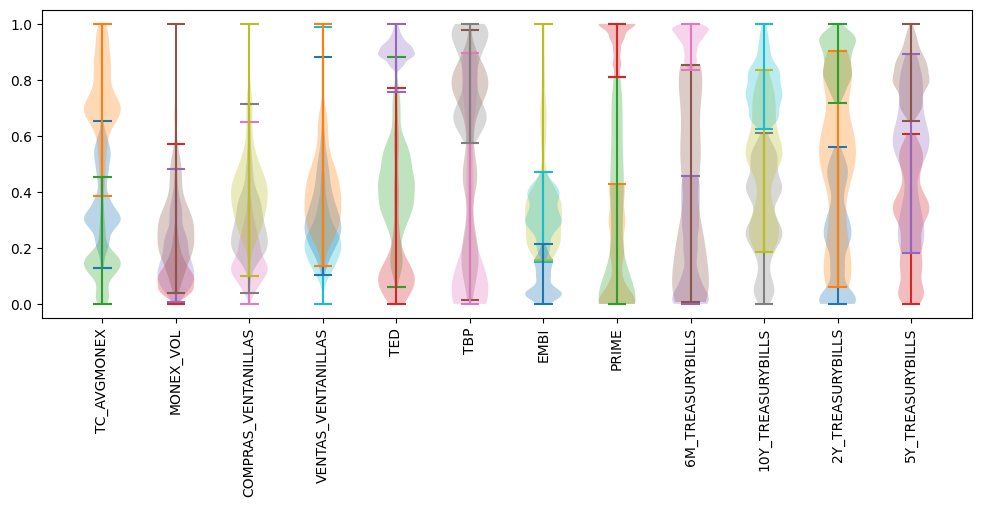 1.0
0.8
0.6
0.4
0.2
0.0
TC_AVGMONEX
MONEX_VOL
COMPRAS_VENTANILLAS
VENTAS_VENTANILLAS
TED
TBP
EMBI
PRIME
6M_TREASURYBILLS
10Y_TREASURYBILLS
2Y_TREASURYBILLS
5Y_TREASURYBILLS